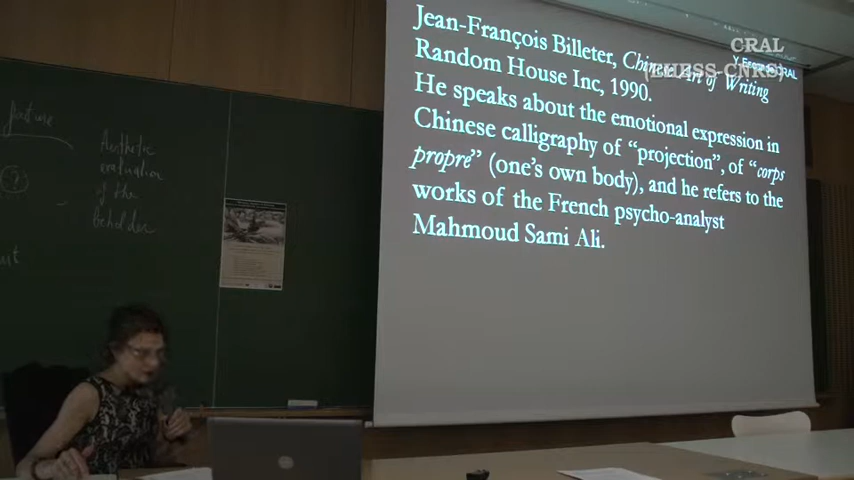 Jean-François Billeter, Chinese Art of Writing
Random House Inc, 1990.
He speaks about the emotional expression in
Chinese calligraphy of “projection”, of “corps
propre” (one’s own body), and he refers to the
works of the French psycho-analyst
Mahmoud Sami Ali.
CRAL
(EHESS-CNRS)
Aesthetic
evaluation
of the
beholder